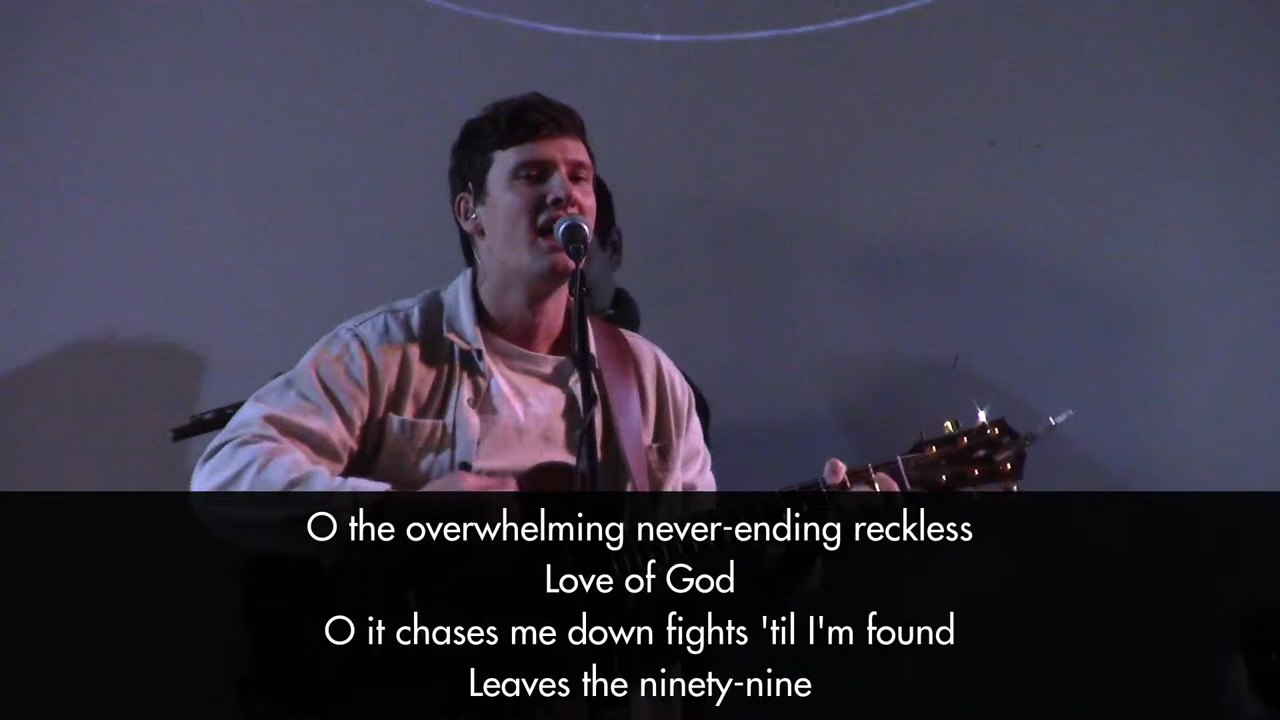 O the overwhelming never-ending reckless
Love of God
O it chases me down fights 'til I'm found
Leaves the ninety-nine